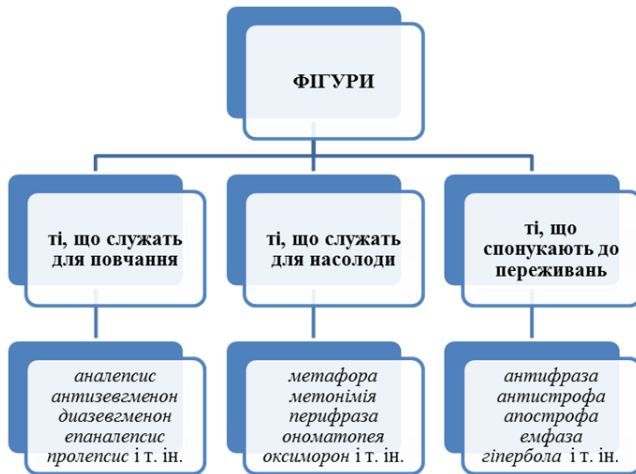 ФІГУРИ
ті, що служать
для повчання
ті, що служать
для насолоди
ті, що
спонукають до
переживань
аналепсис
антизевгменон
диазевгменон
епаналепсис
пролепсис і т. ін.
метафора
метонімія
перифраза
ономатопея
оксиморон і т. ін.
антифраза
антистрофа
апострофа
емфаза
гіпербола і т. ін.